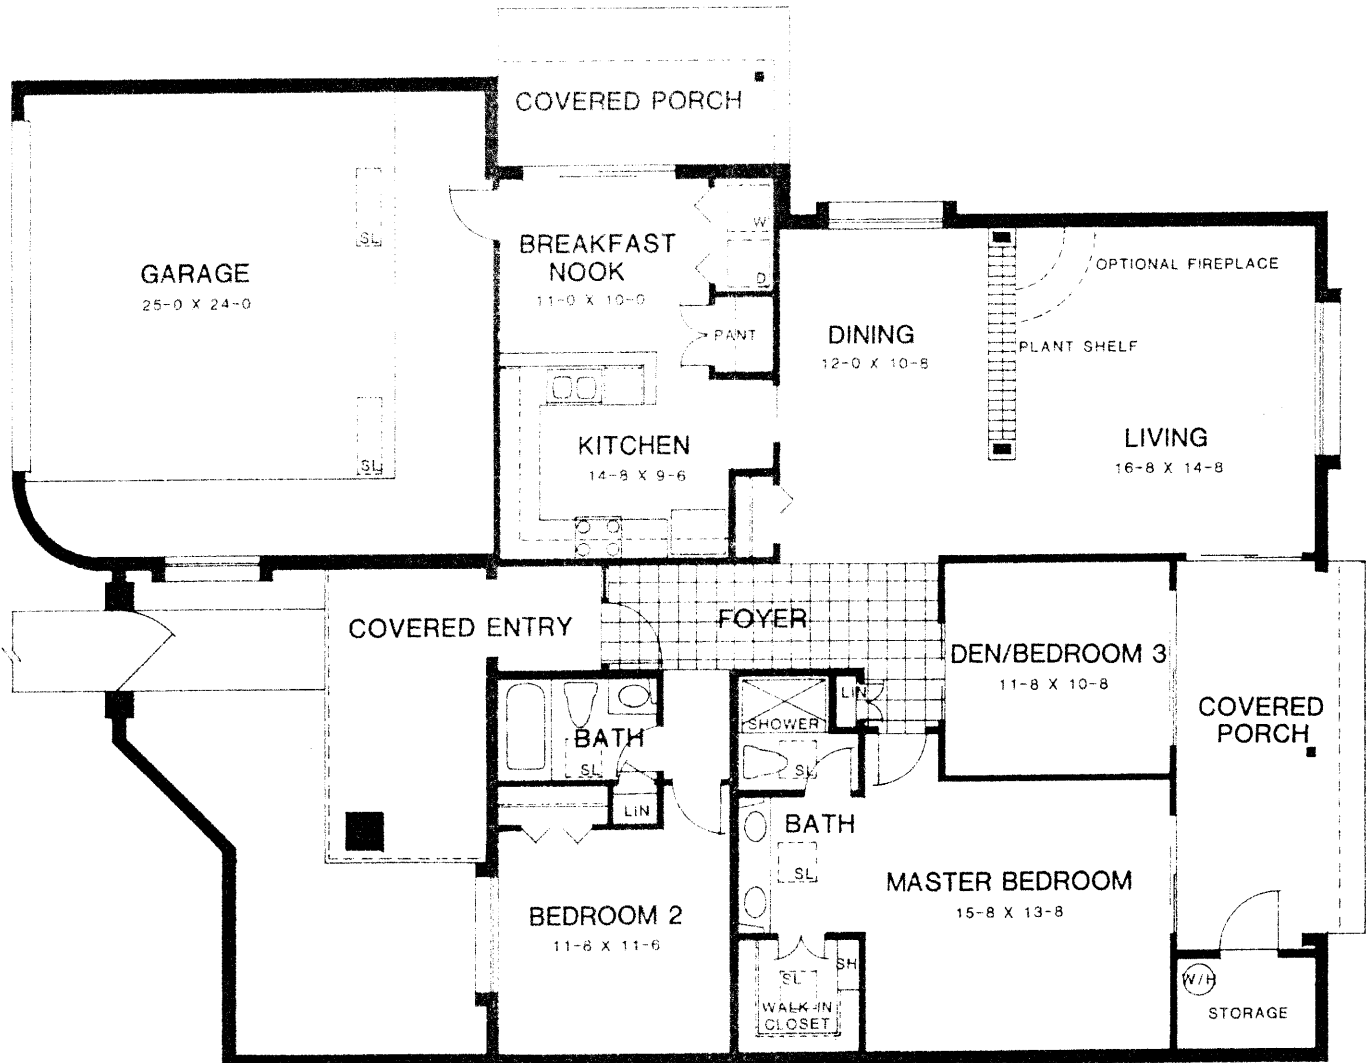 COVERED PORCH
GARAGE
25-0 X 24-0
SL
SL
BREAKFAST
NOOK
11-0 X 10-0
W
D
PANT
KITCHEN
14-8 X 9-6
DINING
12-0 X 10-8
OPTIONAL FIREPLACE
PLANT SHELF
LIVING
16-8 X 14-8
COVERED ENTRY
FOYER
DEN/BEDROOM 3
11-8 X 10-8
COVERED
PORCH
BATH
SL
LIN
SHOWER
LIN
SL
BATH
SL
MASTER BEDROOM
15-8 X 13-8
BEDROOM 2
11-6 X 11-6
SL
SH
WALK-IN
CLOSET
W/H
STORAGE